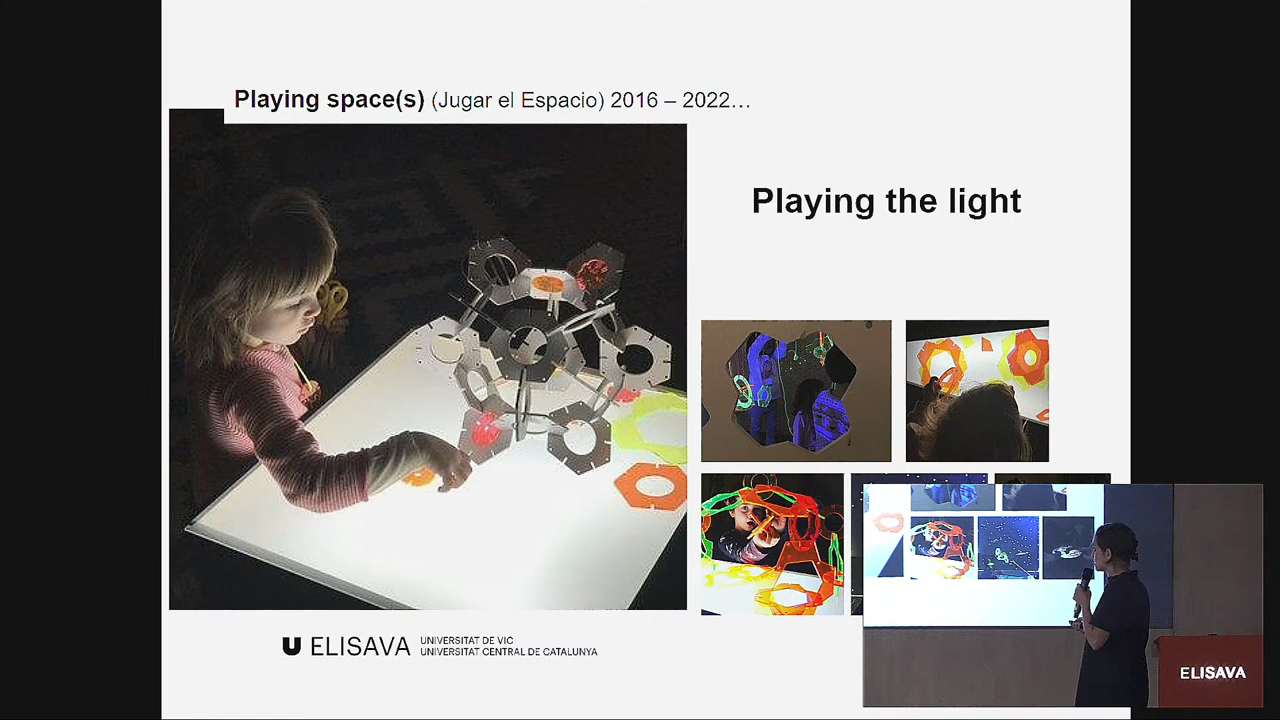 Playing space(s) (Jugar el Espacio) 2016 – 2022…
Playing the light
ELISAVA
UNIVERSITAT DE VIC
UNIVERSITAT CENTRAL DE CATALUNYA
ELISAVA